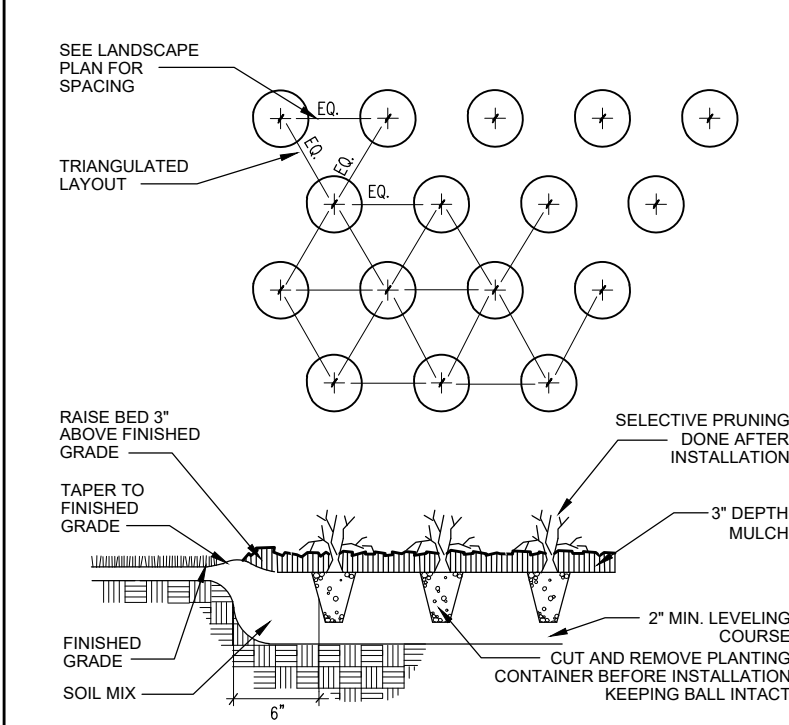 SEE LANDSCAPE
PLAN FOR
SPACING
EQ.
EQ.
EQ.
TRIANGULATED
LAYOUT
EQ.
RAISE BED 3"
ABOVE FINISHED
GRADE
SELECTIVE PRUNING
DONE AFTER
INSTALLATION
TAPER TO
FINISHED
GRADE
3" DEPTH
MULCH
FINISHED
GRADE
2" MIN. LEVELING
COURSE
CUT AND REMOVE PLANTING
CONTAINER BEFORE INSTALLATION
KEEPING BALL INTACT
SOIL MIX
6"